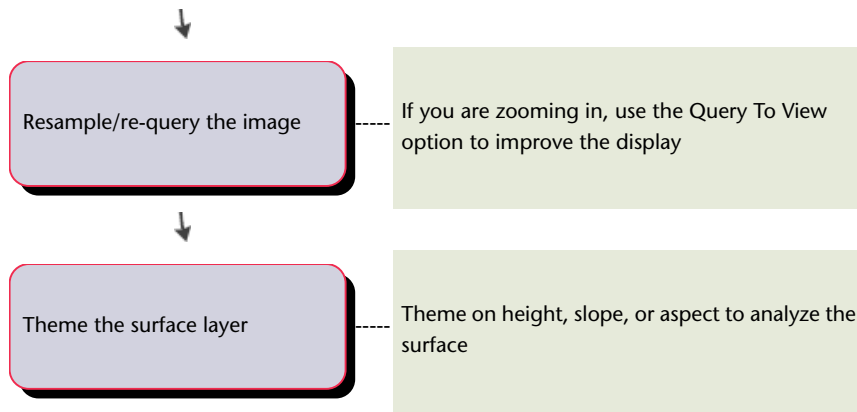 Resample/re-query the image
If you are zooming in, use the Query To View
option to improve the display
Theme the surface layer
Theme on height, slope, or aspect to analyze the
surface